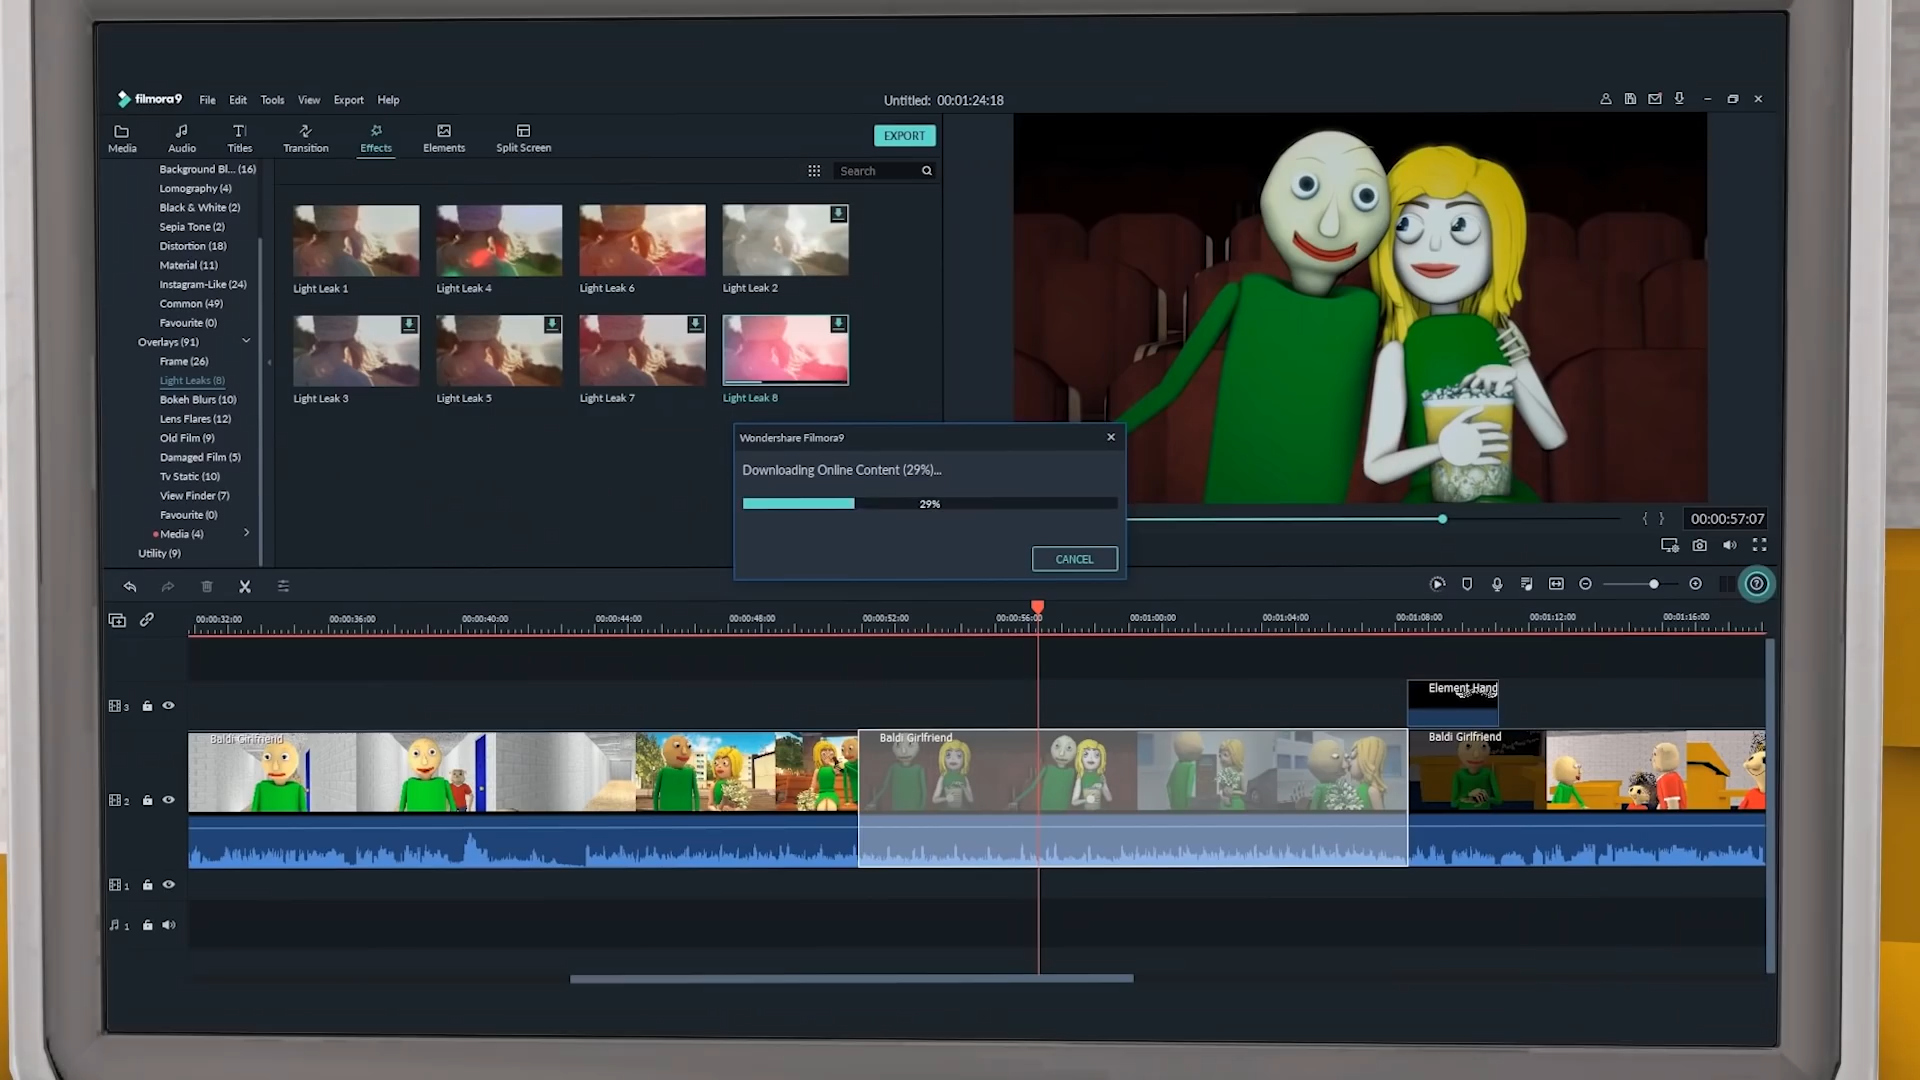 filmora9 File Edit Tools View Export Help
Untitled: 00:01:24:18
Media Audio Titles Transition Effects Elements Split Screen
EXPORT
Search
Background Bl... (16)
Lomography (4)
Black & White (2)
Sepia Tone (2)
Distortion (18)
Material (11)
Instagram-Like (24)
Common (49)
Favourite (0)
Overlays (91)
Frame (26)
Light Leaks (8)
Bokeh Blurs (10)
Lens Flares (12)
Old Film (9)
Damaged Film (5)
Tv Static (10)
View Finder (7)
Favourite (0)
Media (4)
Utility (9)
Light Leak 1
Light Leak 4
Light Leak 6
Light Leak 2
Light Leak 3
Light Leak 5
Light Leak 7
Light Leak 8
Wondershare Filmora9
Downloading Online Content (29%)...
29%
CANCEL
{ } 00:00:57:07
00:00:32:00 00:00:36:00 00:00:40:00 00:00:44:00 00:00:48:00 00:00:52:00 00:00:56:00 00:01:00:00 00:01:04:00 00:01:08:00 00:01:12:00 00:01:16:00
3
Element Hand
2
Baldi Girlfriend
Baldi Girlfriend
Baldi Girlfriend
1
1